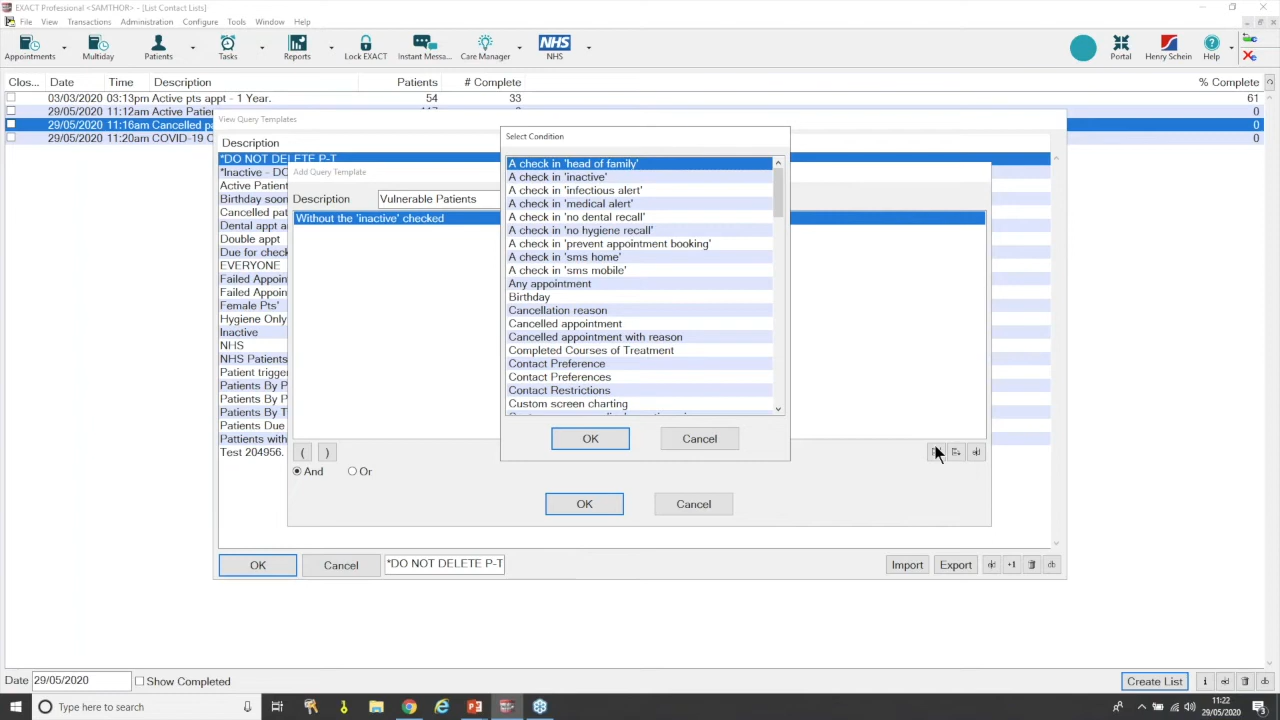 EXACT Professional <SAMTHOR> - [List Contact Lists]
File View Transactions Administration Configure Tools Window Help
Appointments Multiday Patients Tasks Reports Lock EXACT Instant Messa... Care Manager NHS NHS Portal Henry Schein Help
Clos... Date Time Description Patients # Complete % Complete
03/03/2020 03:13pm Active pts appt - 1 Year. 54 33 61
29/05/2020 11:12am Active Patie 0
29/05/2020 11:16am Cancelled p 0
29/05/2020 11:20am COVID-19 Q 0
View Query Templates
Description
*DO NOT DELETE P-T
*Inactive - DO
Active Patient
Birthday soon
Cancelled pat
Dental appt a
Double appt
Due for check
EVERYONE
Failed Appoin
Failed Appoin
Female Pts'
Hygiene Only
Inactive
NHS
NHS Patients
Patient trigge
Patients By P
Patients By P
Patients By T
Patients Due
Pattients with
Test 204956.
Add Query Template
Description Vulnerable Patients
Without the 'inactive' checked
( )
And Or
OK Cancel
Select Condition
A check in 'head of family'
A check in 'inactive'
A check in 'infectious alert'
A check in 'medical alert'
A check in 'no dental recall'
A check in 'no hygiene recall'
A check in 'prevent appointment booking'
A check in 'sms home'
A check in 'sms mobile'
Any appointment
Birthday
Cancellation reason
Cancelled appointment
Cancelled appointment with reason
Completed Courses of Treatment
Contact Preference
Contact Preferences
Contact Restrictions
Custom screen charting
OK Cancel
OK Cancel *DO NOT DELETE P-T Import Export +1
Date 29/05/2020 Show Completed Create List
Type here to search
11:22
29/05/2020
3